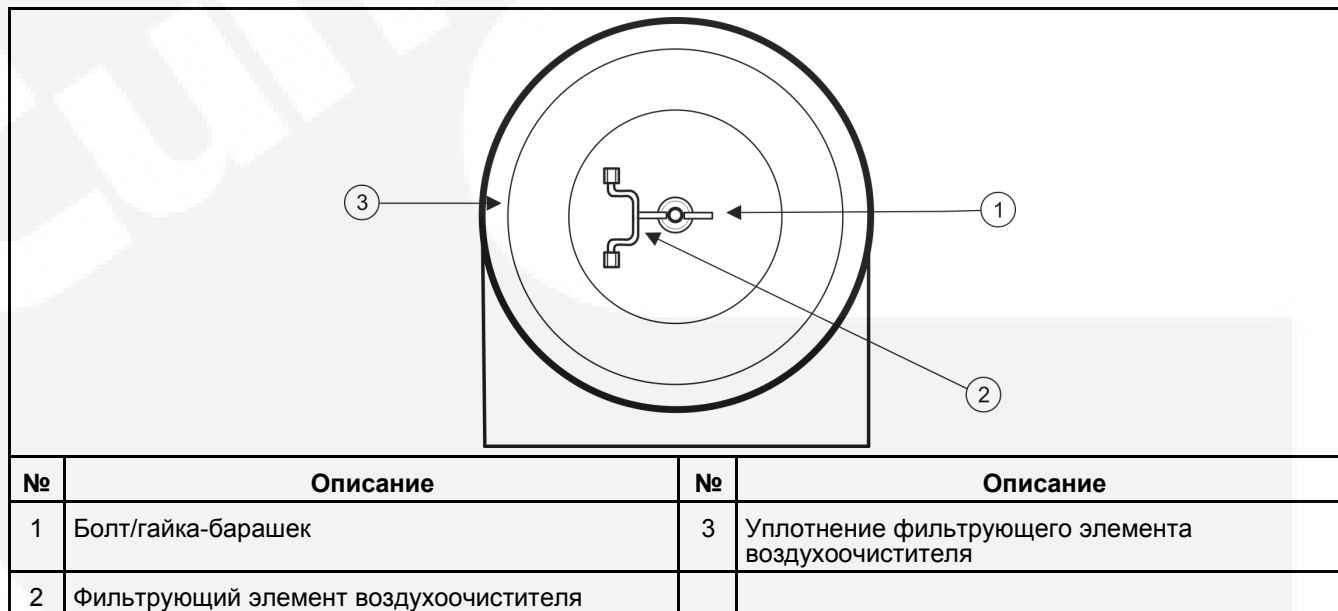 3
1
2
№ Описание № Описание
1 Болт/гайка-барашек 3 Уплотнение фильтрующего элемента
воздухоочистителя
2 Фильтрующий элемент воздухоочистителя